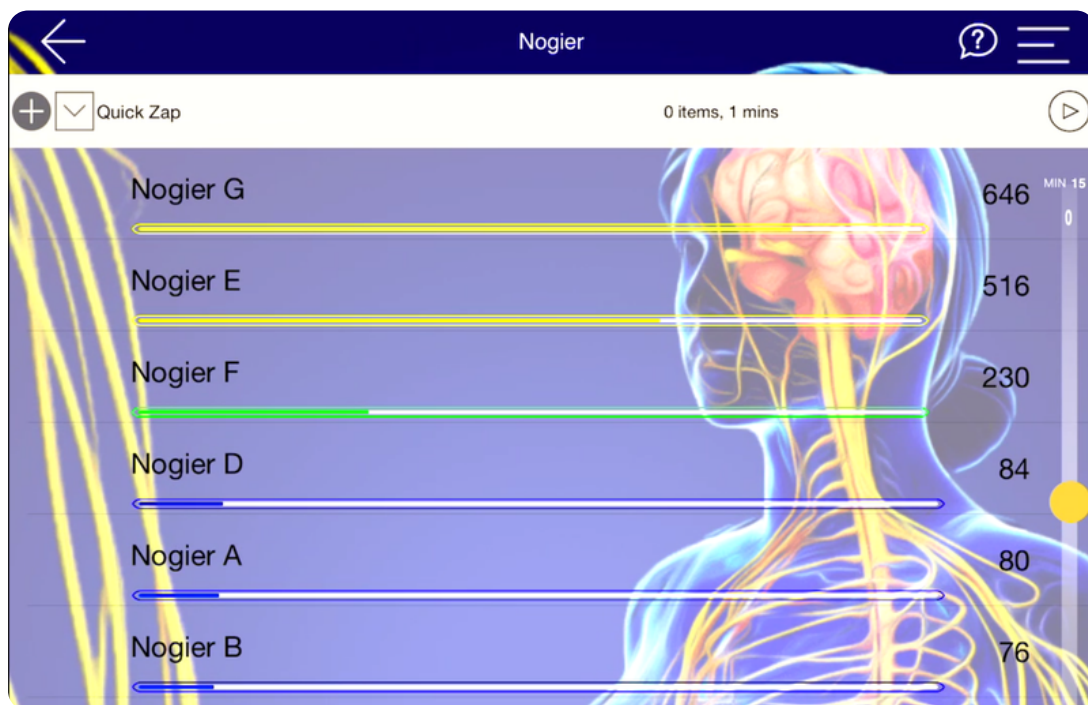 Nogier
Quick Zap 0 items, 1 mins
MIN 15
0
Nogier G 646
Nogier E 516
Nogier F 230
Nogier D 84
Nogier A 80
Nogier B 76